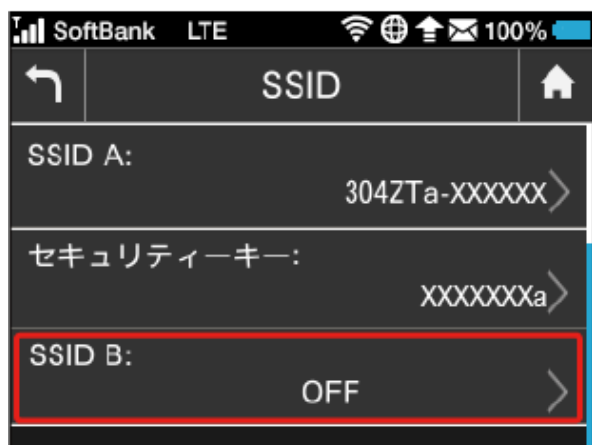 SoftBank LTE 100%
SSID
SSID A:
304ZTa-XXXXXX
セキュリティーキー:
XXXXXXXa
SSID B:
OFF